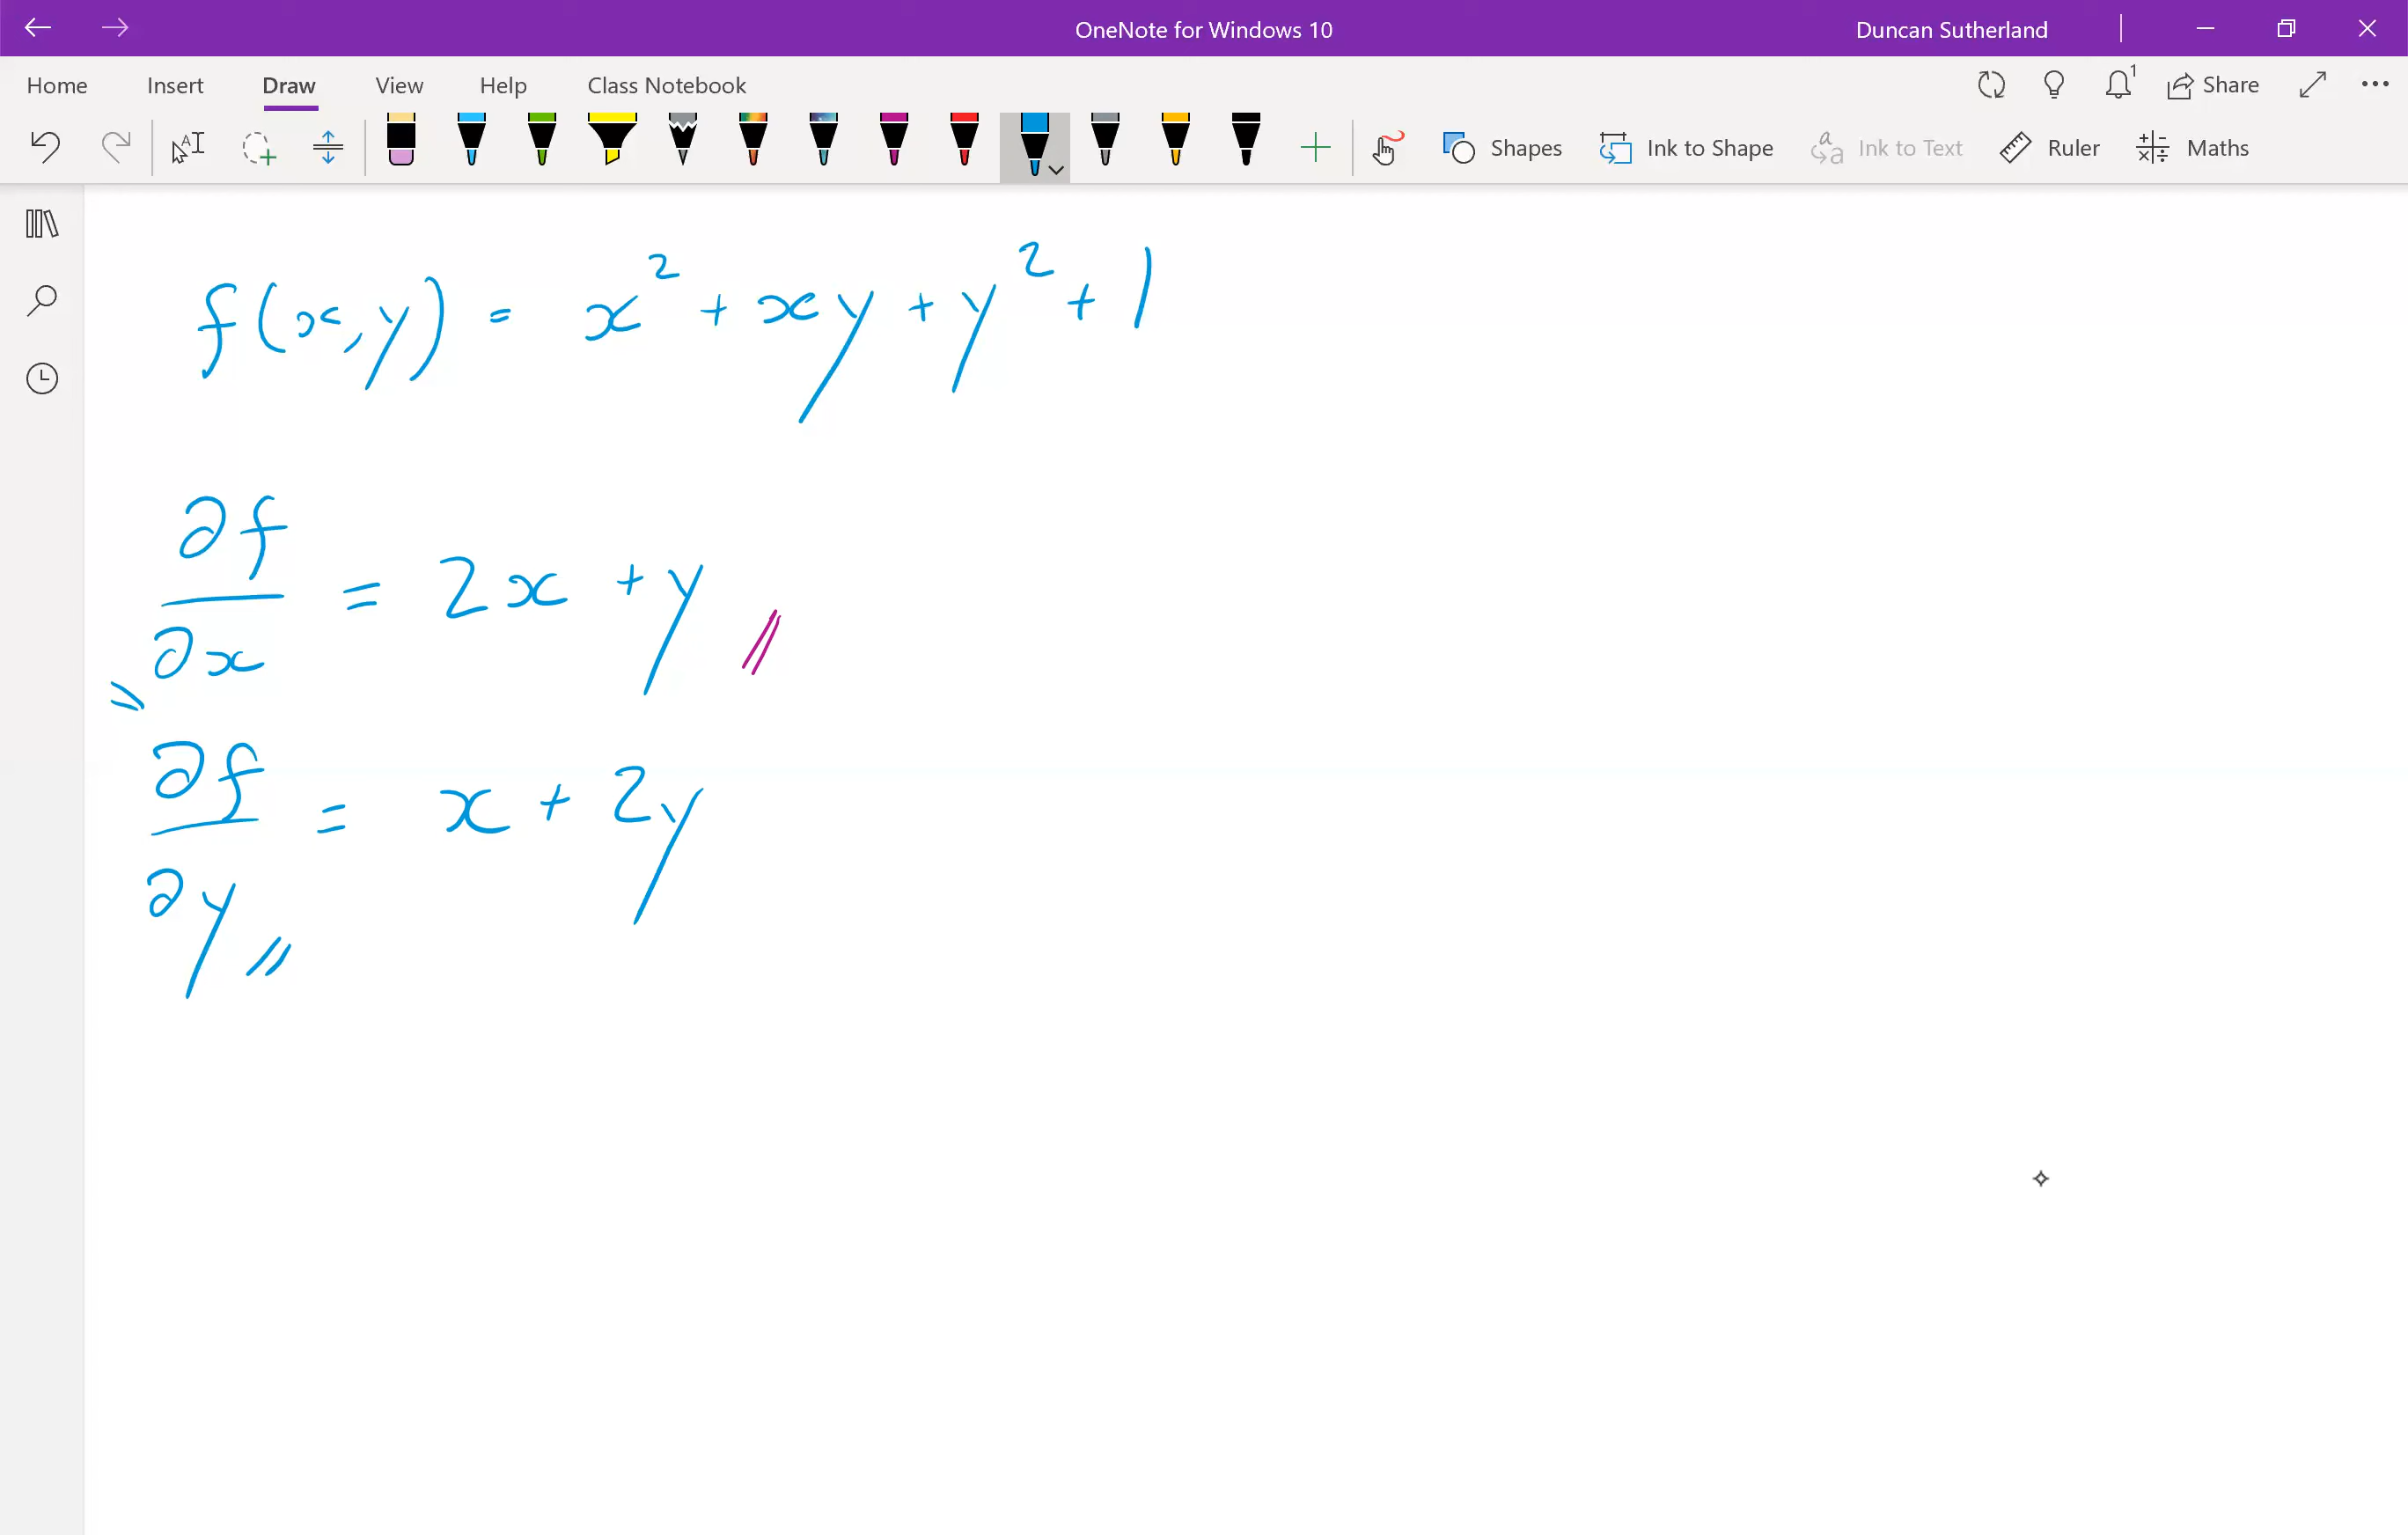 OneNote for Windows 10 Duncan Sutherland
Home Insert Draw View Help Class Notebook 1 Share
Shapes Ink to Shape Ink to Text Ruler Maths
f(x,y) = x² + xy + y² + 1
∂f/∂x = 2x + y //
∂f/∂y = x + 2y
//